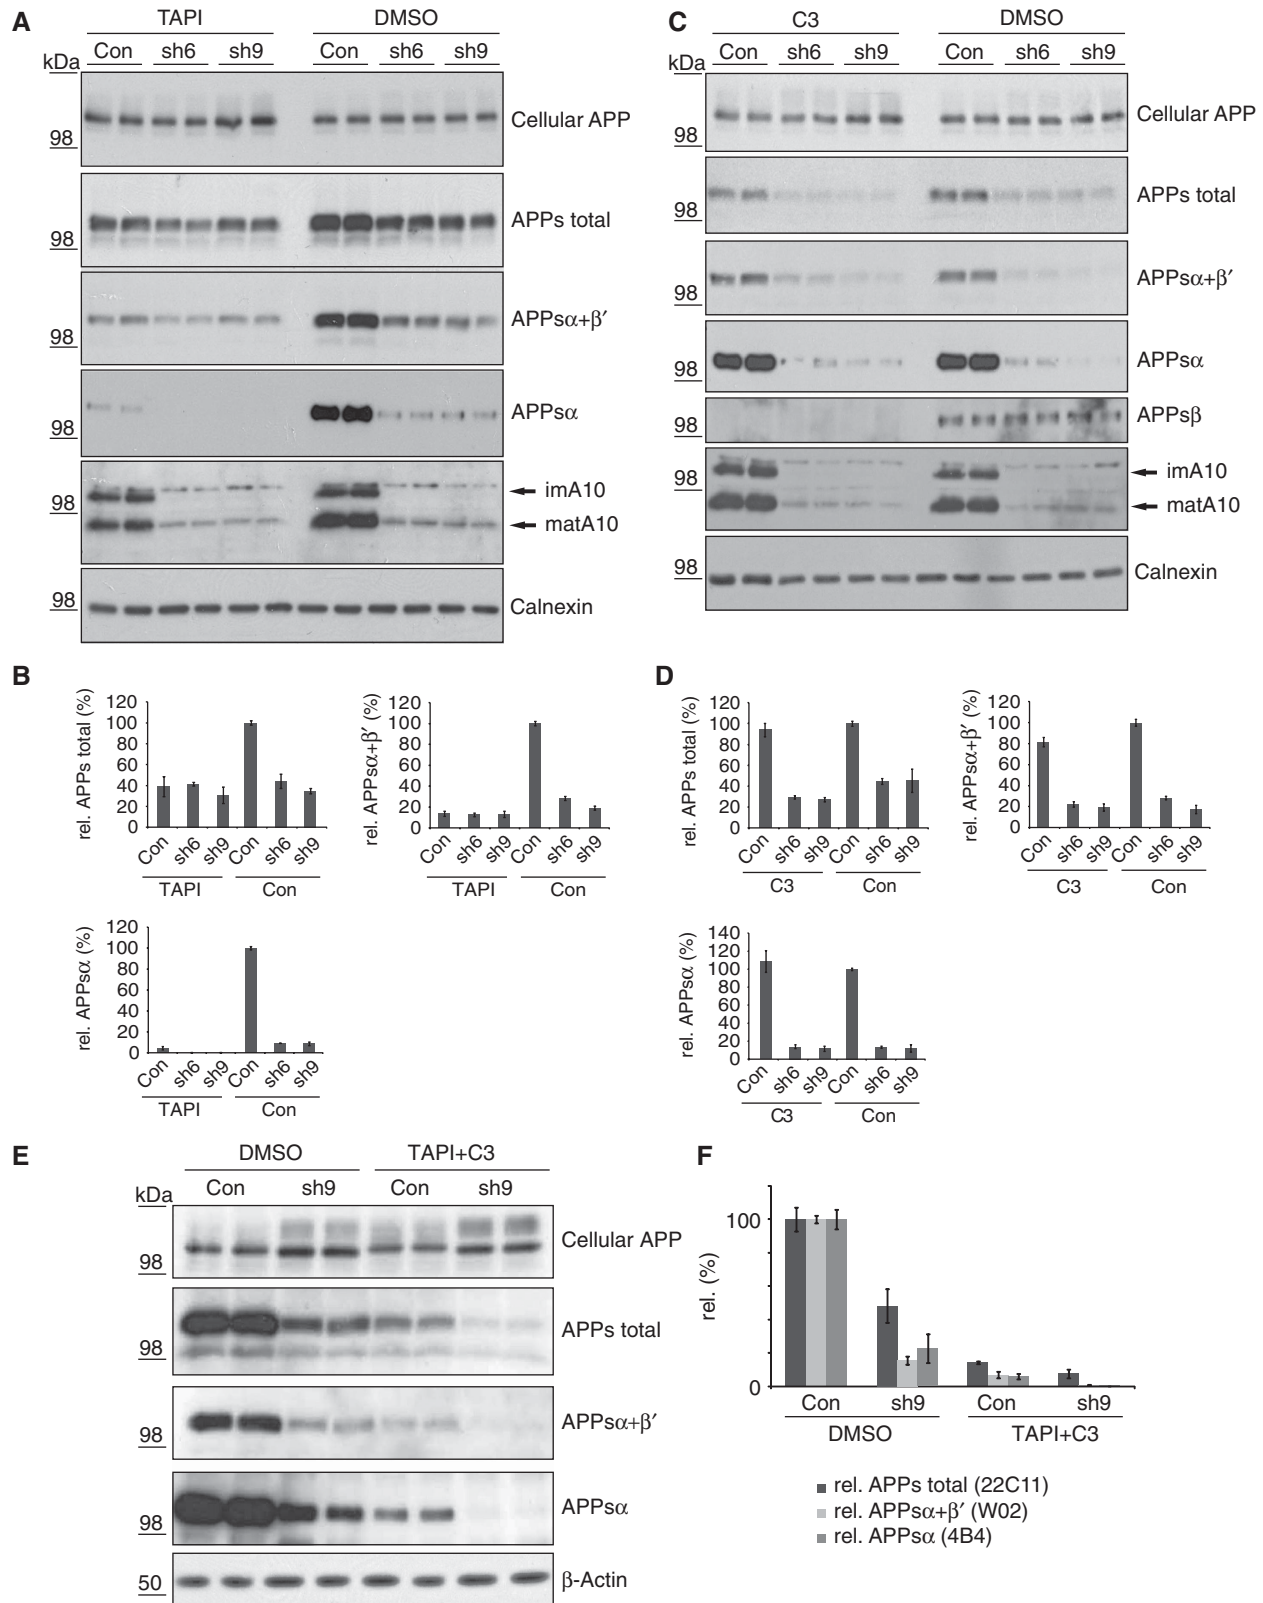 A
TAPI DMSO
Con sh6 sh9 Con sh6 sh9
kDa
98 Cellular APP
98 APPs total
98 APPsα+β′
98 APPsα
98 imA10
matA10
98 Calnexin
C
C3 DMSO
Con sh6 sh9 Con sh6 sh9
kDa
98 Cellular APP
98 APPs total
98 APPsα+β′
98 APPsα
98 APPsβ
98 imA10
matA10
98 Calnexin
B
rel. APPs total (%)
120
100
80
60
40
20
0
Con sh6 sh9 Con sh6 sh9
TAPI Con
rel. APPsα+β′ (%)
120
100
80
60
40
20
0
Con sh6 sh9 Con sh6 sh9
TAPI Con
rel. APPsα (%)
120
100
80
60
40
20
0
Con sh6 sh9 Con sh6 sh9
TAPI Con
D
rel. APPs total (%)
120
100
80
60
40
20
0
Con sh6 sh9 Con sh6 sh9
C3 Con
rel. APPsα+β′ (%)
120
100
80
60
40
20
0
Con sh6 sh9 Con sh6 sh9
C3 Con
rel. APPsα (%)
140
120
100
80
60
40
20
0
Con sh6 sh9 Con sh6 sh9
C3 Con
E
DMSO TAPI+C3
Con sh9 Con sh9
kDa
98 Cellular APP
98 APPs total
98 APPsα+β′
98 APPsα
50 β-Actin
F
rel. (%)
100
0
Con sh9 Con sh9
DMSO TAPI+C3
rel. APPs total (22C11)
rel. APPsα+β′ (W02)
rel. APPsα (4B4)